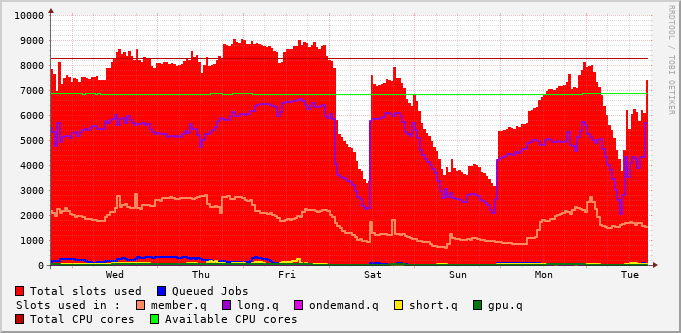 10000
9000
8000
7000
6000
5000
4000
3000
2000
1000
0
Wed Thu Fri Sat Sun Mon Tue
Total slots used Queued Jobs
Slots used in : member.q long.q ondemand.q short.q gpu.q
Total CPU cores Available CPU cores
RRDTOOL / TOBI OETIKER